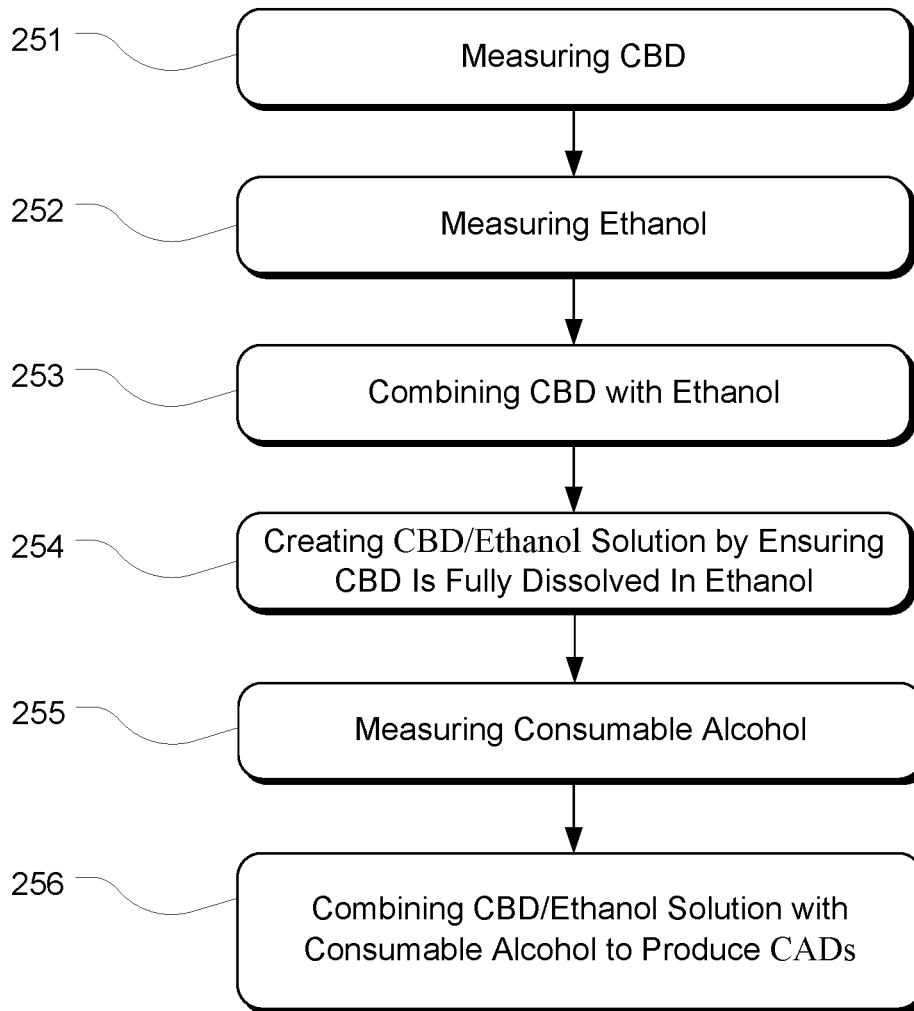 251
Measuring CBD
252
Measuring Ethanol
253
Combining CBD with Ethanol
254
Creating CBD/Ethanol Solution by Ensuring
CBD Is Fully Dissolved In Ethanol
255
Measuring Consumable Alcohol
256
Combining CBD/Ethanol Solution with
Consumable Alcohol to Produce CADs